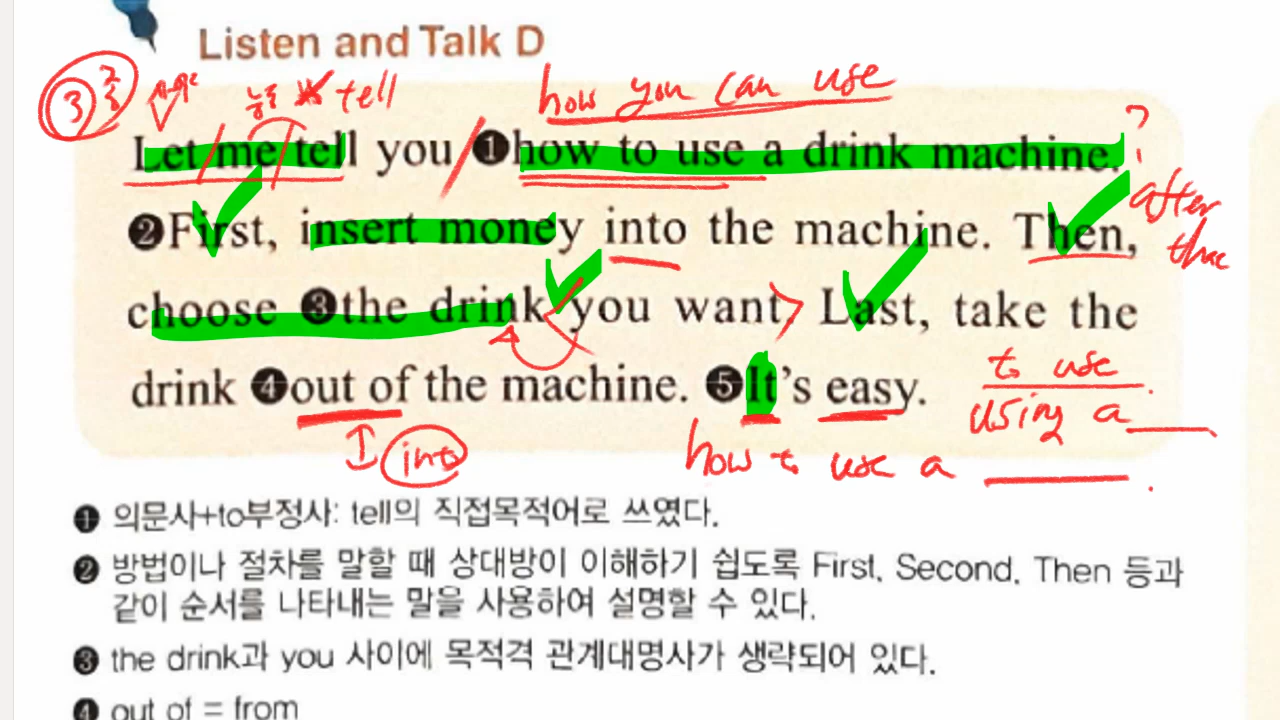 Listen and Talk D
③
how you can use
tell
Let me tell you ❶how to use a drink machine.
?
❷First, insert money into the machine. Then,
after
that
choose ❸the drink you want. Last, take the
drink ❹out of the machine. ❺It's easy.
to use
using a
into
how to use a
❶ 의문사+to부정사: tell의 직접목적어로 쓰였다.
❷ 방법이나 절차를 말할 때 상대방이 이해하기 쉽도록 First, Second, Then 등과
같이 순서를 나타내는 말을 사용하여 설명할 수 있다.
❸ the drink과 you 사이에 목적격 관계대명사가 생략되어 있다.
❹ out of = from